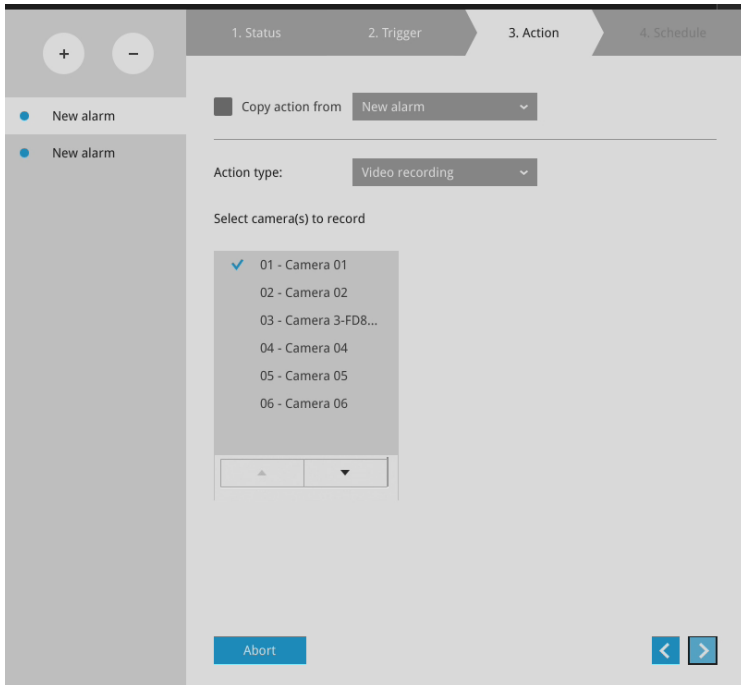 1. Status
2. Trigger
3. Action
4. Schedule
+
-
New alarm
New alarm
Copy action from
New alarm
Action type:
Video recording
Select camera(s) to record
01 - Camera 01
02 - Camera 02
03 - Camera 3-FD8...
04 - Camera 04
05 - Camera 05
06 - Camera 06
Abort